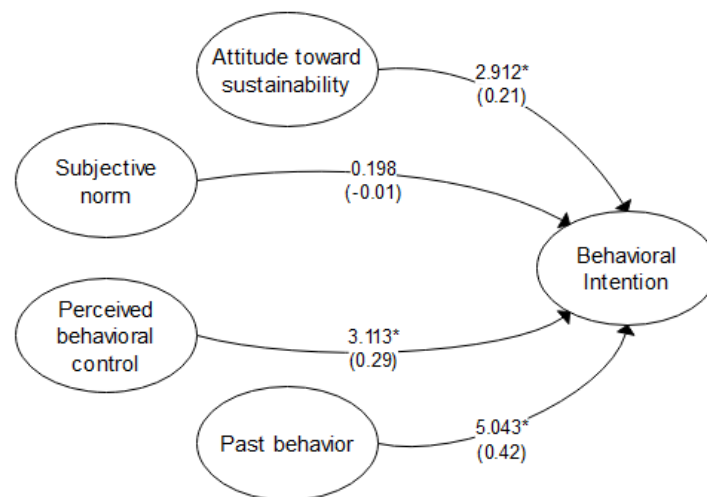 Attitude toward
sustainability
2.912*
(0.21)
Subjective
norm
0.198
(-0.01)
Behavioral
Intention
Perceived
behavioral
control
3.113*
(0.29)
Past behavior
5.043*
(0.42)